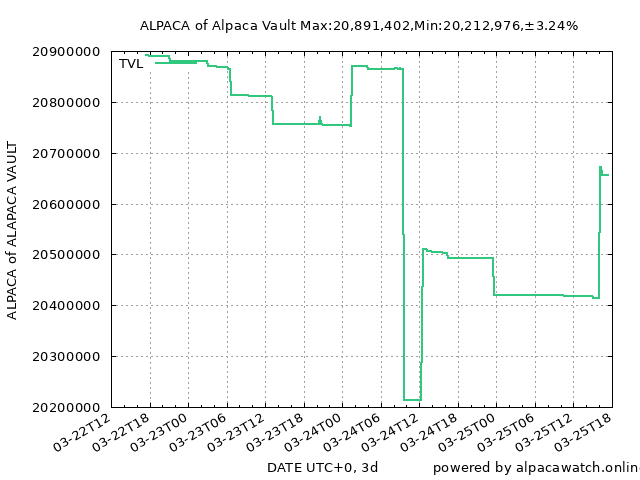 ALPACA of Alpaca Vault Max:20,891,402,Min:20,212,976,±3.24%
TVL
20900000
20800000
20700000
20600000
20500000
20400000
20300000
20200000
ALPACA of ALAPACA VAULT
03-22T12
03-22T18
03-23T00
03-23T06
03-23T12
03-23T18
03-24T00
03-24T06
03-24T12
03-24T18
03-25T00
03-25T06
03-25T12
03-25T18
DATE UTC+0, 3d
powered by alpacawatch.onlin